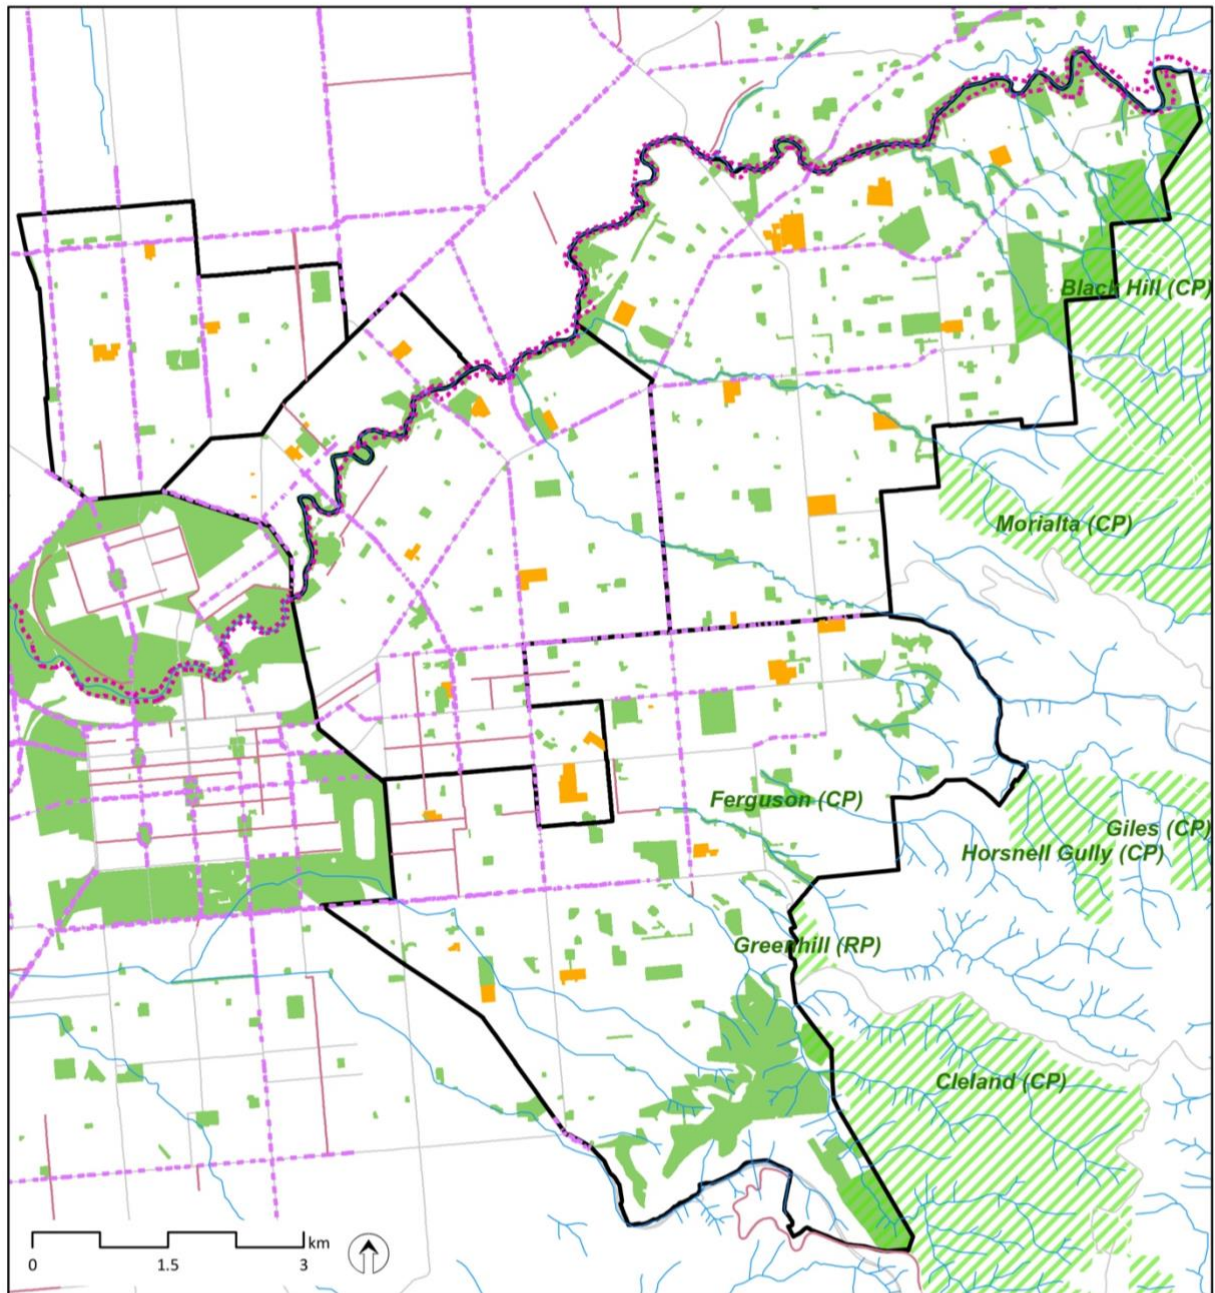 Black Hill (CP)
Morialta (CP)
Ferguson (CP)
Giles (CP)
Horsnell Gully (CP)
Greenhill (RP)
Cleland (CP)
km
0 1.5 3